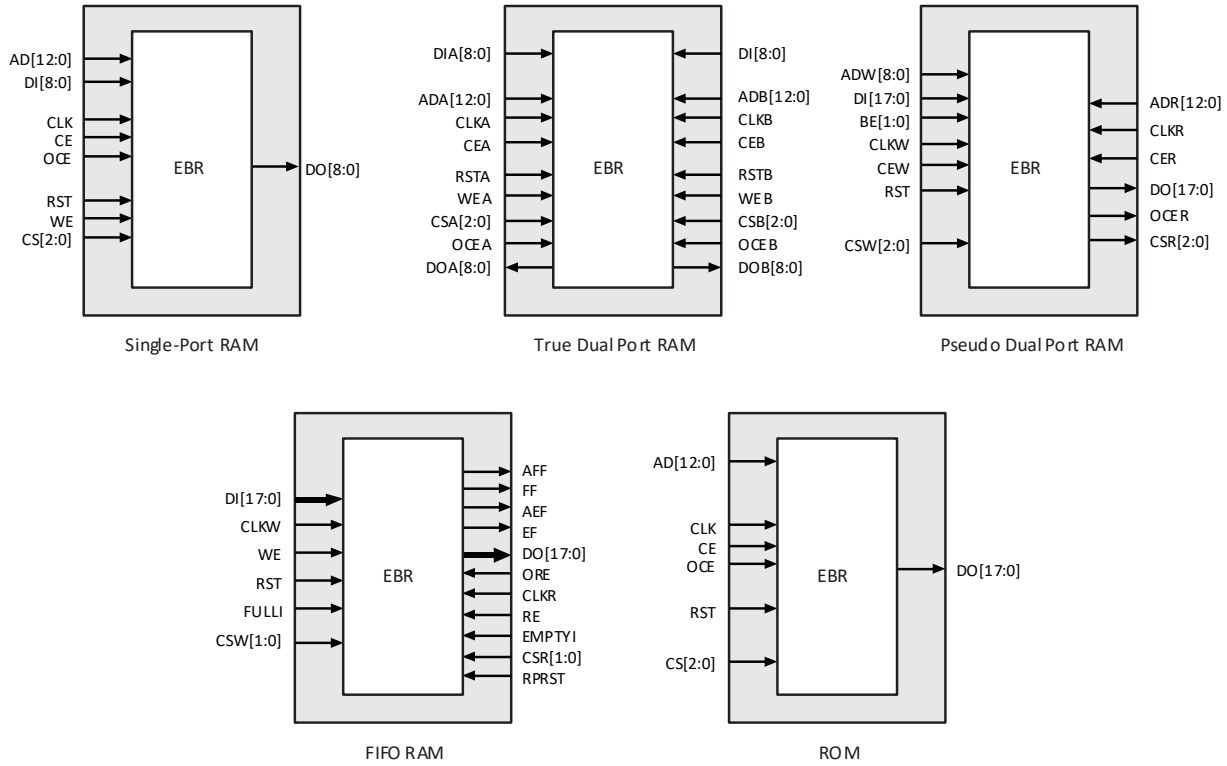 AD[12:0]
DI[8:0]
CLK
CE
OCE
RST
WE
CS[2:0]
EBR
DO[8:0]
Single-Port RAM
DIA[8:0]
ADA[12:0]
CLKA
CEA
RSTA
WEA
CSA[2:0]
OCEA
DOA[8:0]
EBR
DI[8:0]
ADB[12:0]
CLKB
CEB
RSTB
WEB
CSB[2:0]
OCEB
DOB[8:0]
True Dual Port RAM
ADW[8:0]
DI[17:0]
BE[1:0]
CLKW
CEW
RST
CSW[2:0]
EBR
ADR[12:0]
CLKR
CER
DO[17:0]
OCER
CSR[2:0]
Pseudo Dual Port RAM
DI[17:0]
CLKW
WE
RST
FULLI
CSW[1:0]
EBR
AFF
FF
AEF
EF
DO[17:0]
ORE
CLKR
RE
EMPTYI
CSR[1:0]
RPRST
FIFO RAM
AD[12:0]
CLK
CE
OCE
RST
CS[2:0]
EBR
DO[17:0]
ROM